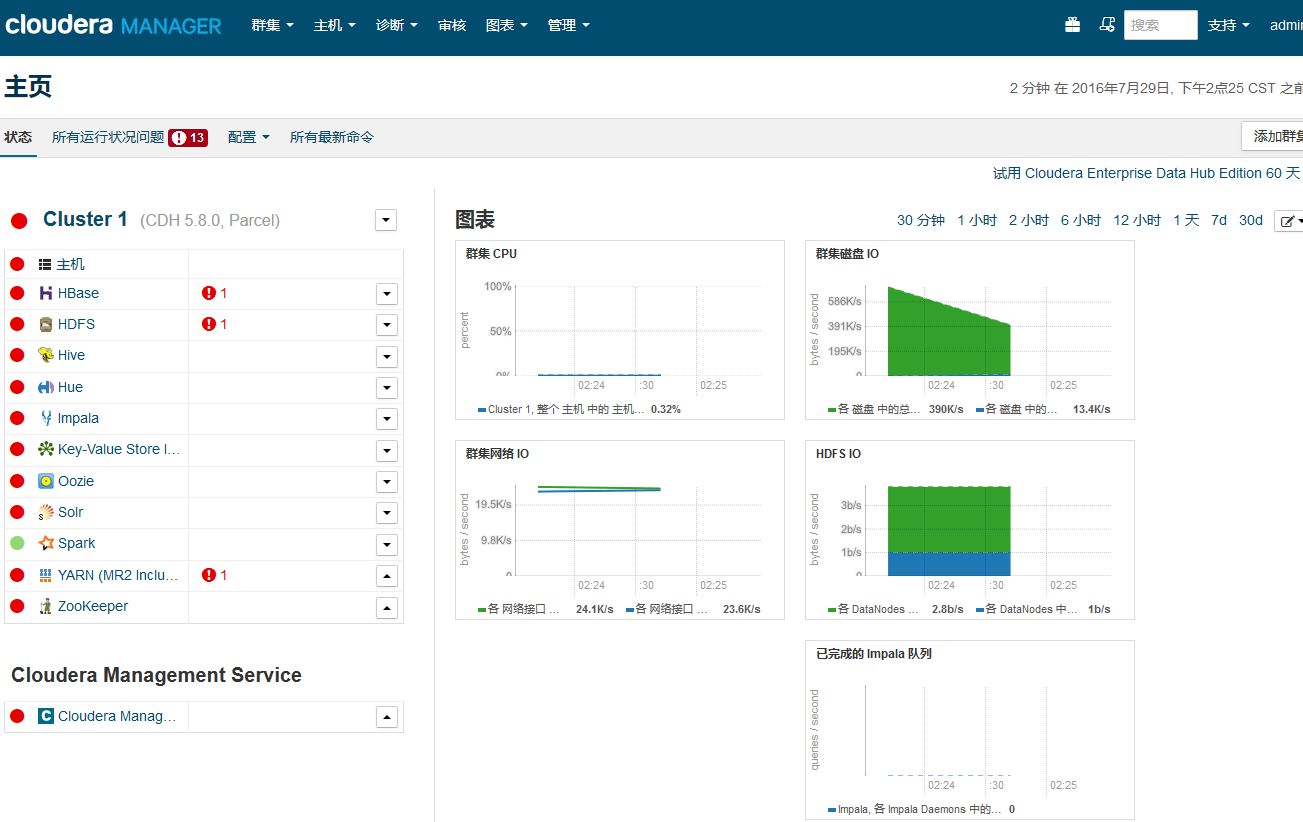 cloudera MANAGER 群集 主机 诊断 审核 图表 管理 搜索 支持 admin
主页
2 分钟 在 2016年7月29日, 下午2点25 CST 之前
状态 所有运行状况问题 13 配置 所有最新命令 添加群集
试用 Cloudera Enterprise Data Hub Edition 60 天
Cluster 1 (CDH 5.8.0, Parcel)
主机
HBase 1
HDFS 1
Hive
Hue
Impala
Key-Value Store I...
Oozie
Solr
Spark
YARN (MR2 Inclu... 1
ZooKeeper
Cloudera Management Service
C Cloudera Manag...
图表
30 分钟 1 小时 2 小时 6 小时 12 小时 1 天 7d 30d
群集 CPU
percent
100%
50%
0%
02:24 :30 02:25
Cluster 1, 整个 主机 中的 主机... 0.32%
群集磁盘 IO
bytes / second
586K/s
391K/s
195K/s
0
02:24 :30 02:25
各 磁盘 中的总... 390K/s 各 磁盘 中的... 13.4K/s
群集网络 IO
bytes / second
19.5K/s
9.8K/s
0
02:24 :30 02:25
各 网络接口 ... 24.1K/s 各 网络接口 ... 23.6K/s
HDFS IO
bytes / second
3b/s
2b/s
1b/s
0
02:24 :30 02:25
各 DataNodes ... 2.8b/s 各 DataNodes 中... 1b/s
已完成的 Impala 队列
queries / second
02:24 :30 02:25
Impala, 各 Impala Daemons 中的... 0